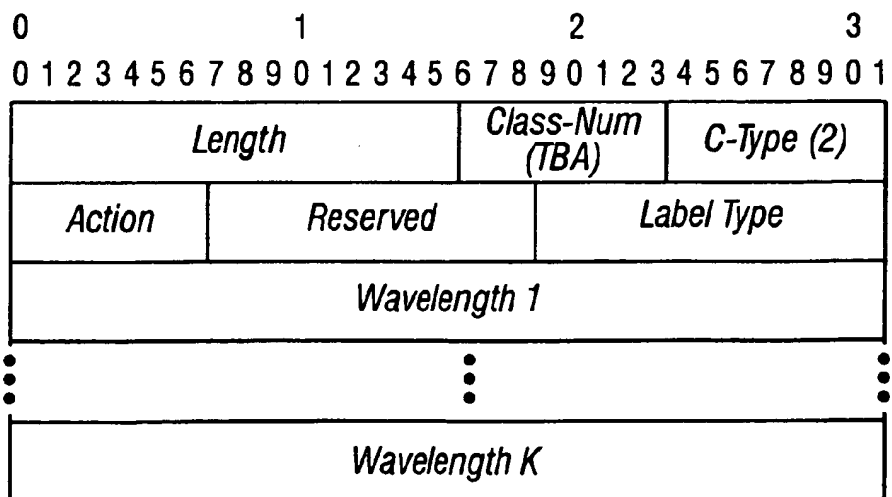 0 1 2 3
0 1 2 3 4 5 6 7 8 9 0 1 2 3 4 5 6 7 8 9 0 1 2 3 4 5 6 7 8 9 0 1
Length
Class-Num
(TBA)
C-Type (2)
Action
Reserved
Label Type
Wavelength 1
Wavelength K